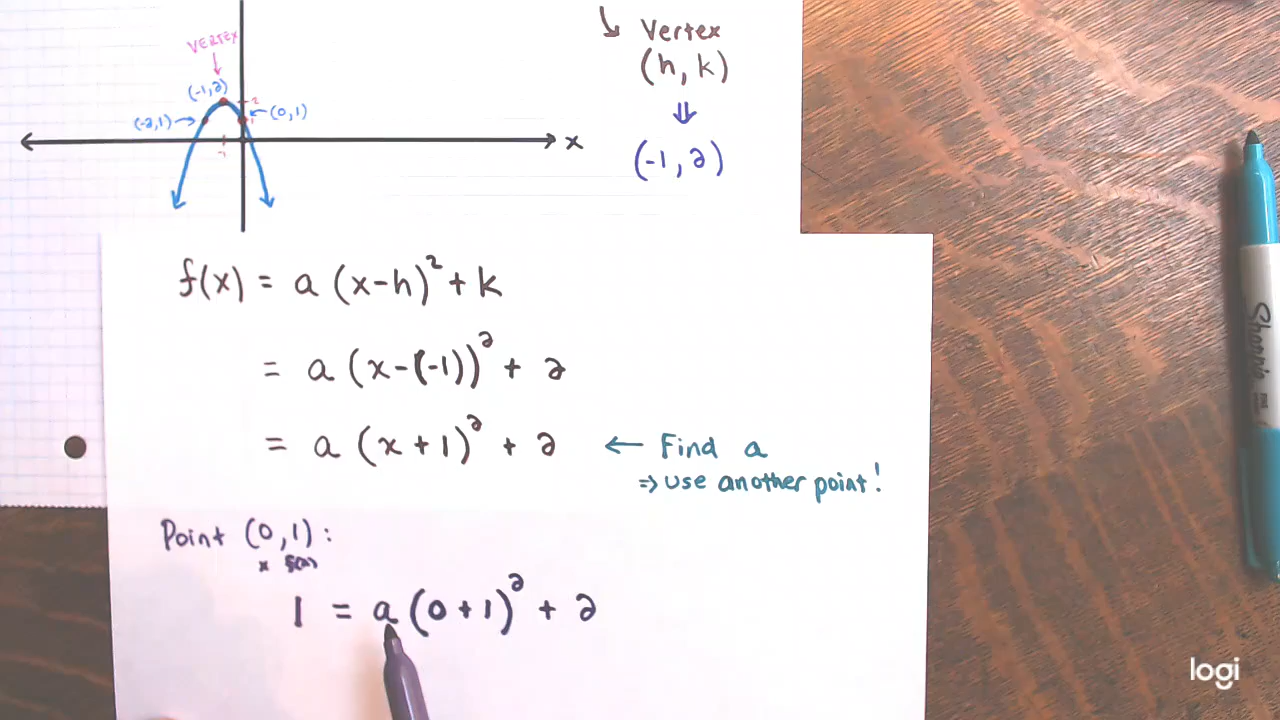 VERTEX
(-1,2)
(-2,1)
(0,1)
2
1
-1
x
Vertex
(h, k)
⇓
(-1, 2)
f(x) = a (x-h)² + k
= a (x-(-1))² + 2
= a (x+1)² + 2 ← Find a
⇒ use another point!
Point (0,1):
x f(x)
1 = a (0+1)² + 2
Sharpie
logi